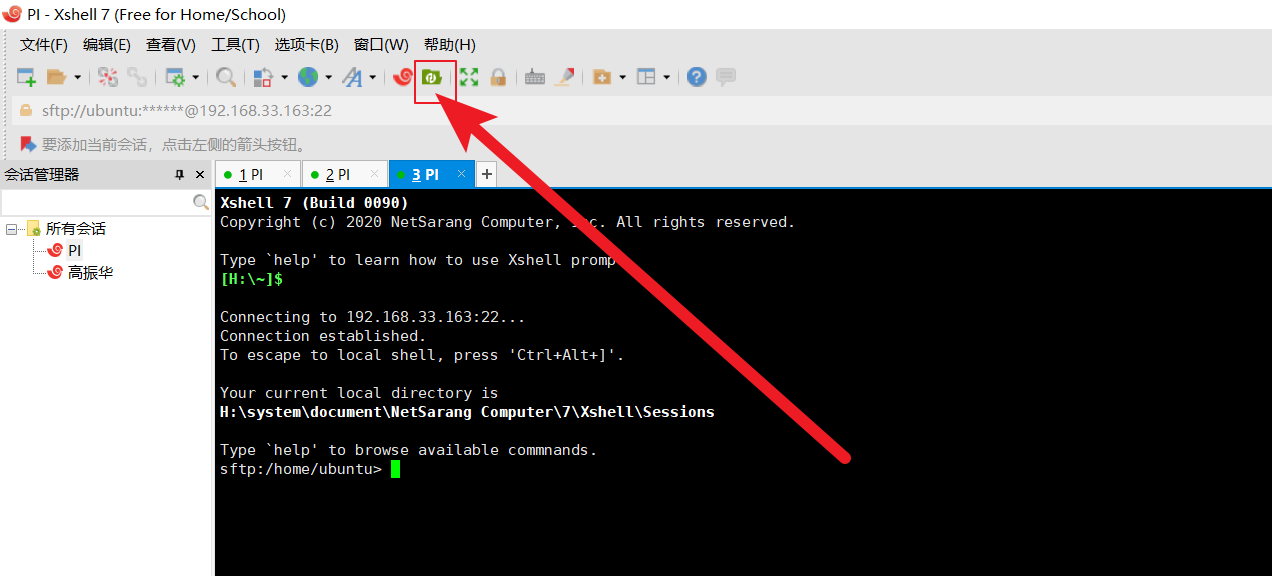 PI - Xshell 7 (Free for Home/School)
文件(F) 编辑(E) 查看(V) 工具(T) 选项卡(B) 窗口(W) 帮助(H)
sftp://ubuntu:******@192.168.33.163:22
要添加当前会话，点击左侧的箭头按钮。
会话管理器
1 PI
2 PI
3 PI
所有会话
PI
高振华
Xshell 7 (Build 0090)
Copyright (c) 2020 NetSarang Computer, Inc. All rights reserved.
Type `help' to learn how to use Xshell
[H:\~]$
Connecting to 192.168.33.163:22...
Connection established.
To escape to local shell, press 'Ctrl+Alt+]'.
Your current local directory is
H:\system\document\NetSarang Computer\7\Xshell\Sessions
Type `help' to browse available commnands.
sftp:/home/ubuntu>